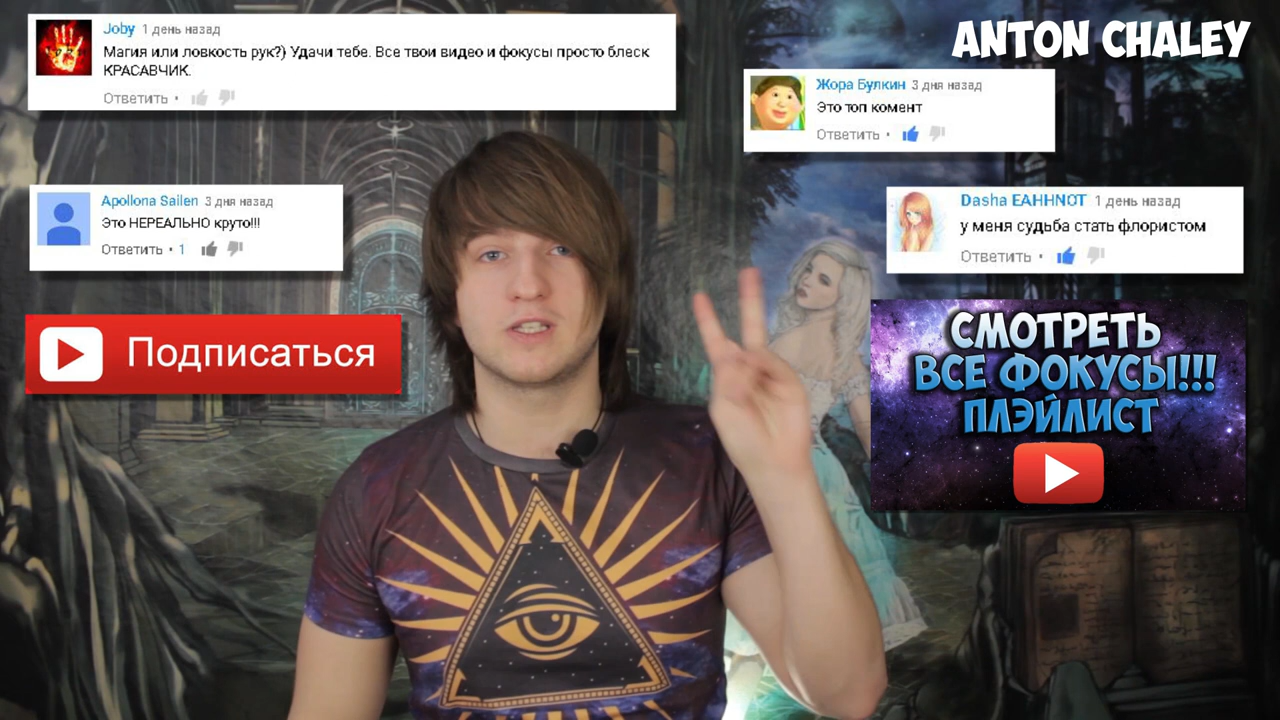 Joby 1 день назад
Магия или ловкость рук?) Удачи тебе. Все твои видео и фокусы просто блеск
КРАСАВЧИК.
Ответить •
ANTON CHALEY
Жора Булкин 3 дня назад
Это топ комент
Ответить •
Apollona Sailen 3 дня назад
Это НЕРЕАЛЬНО круто!!!
Ответить • 1
Dasha EAHHNOT 1 день назад
у меня судьба стать флористом
Ответить •
Подписаться
СМОТРЕТЬ
ВСЕ ФОКУСЫ!!!
ПЛЭЙЛИСТ